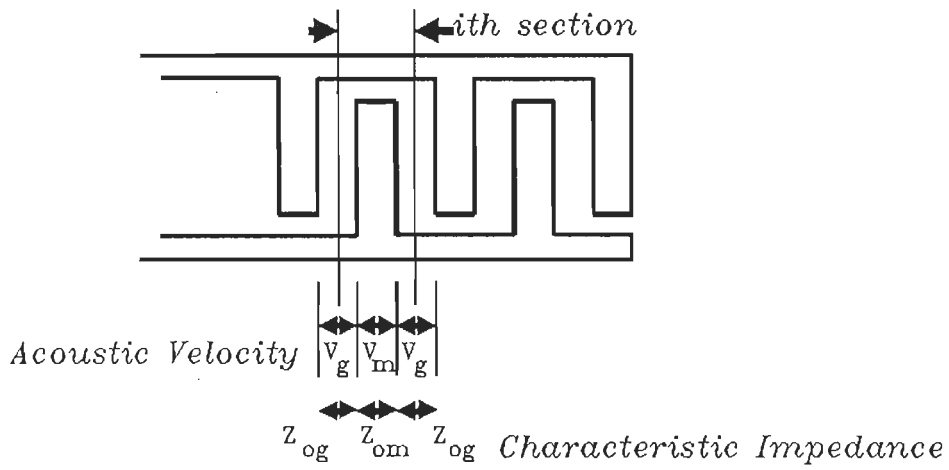 ith section
Acoustic Velocity V_g V_m V_g
Z_og Z_om Z_og Characteristic Impedance